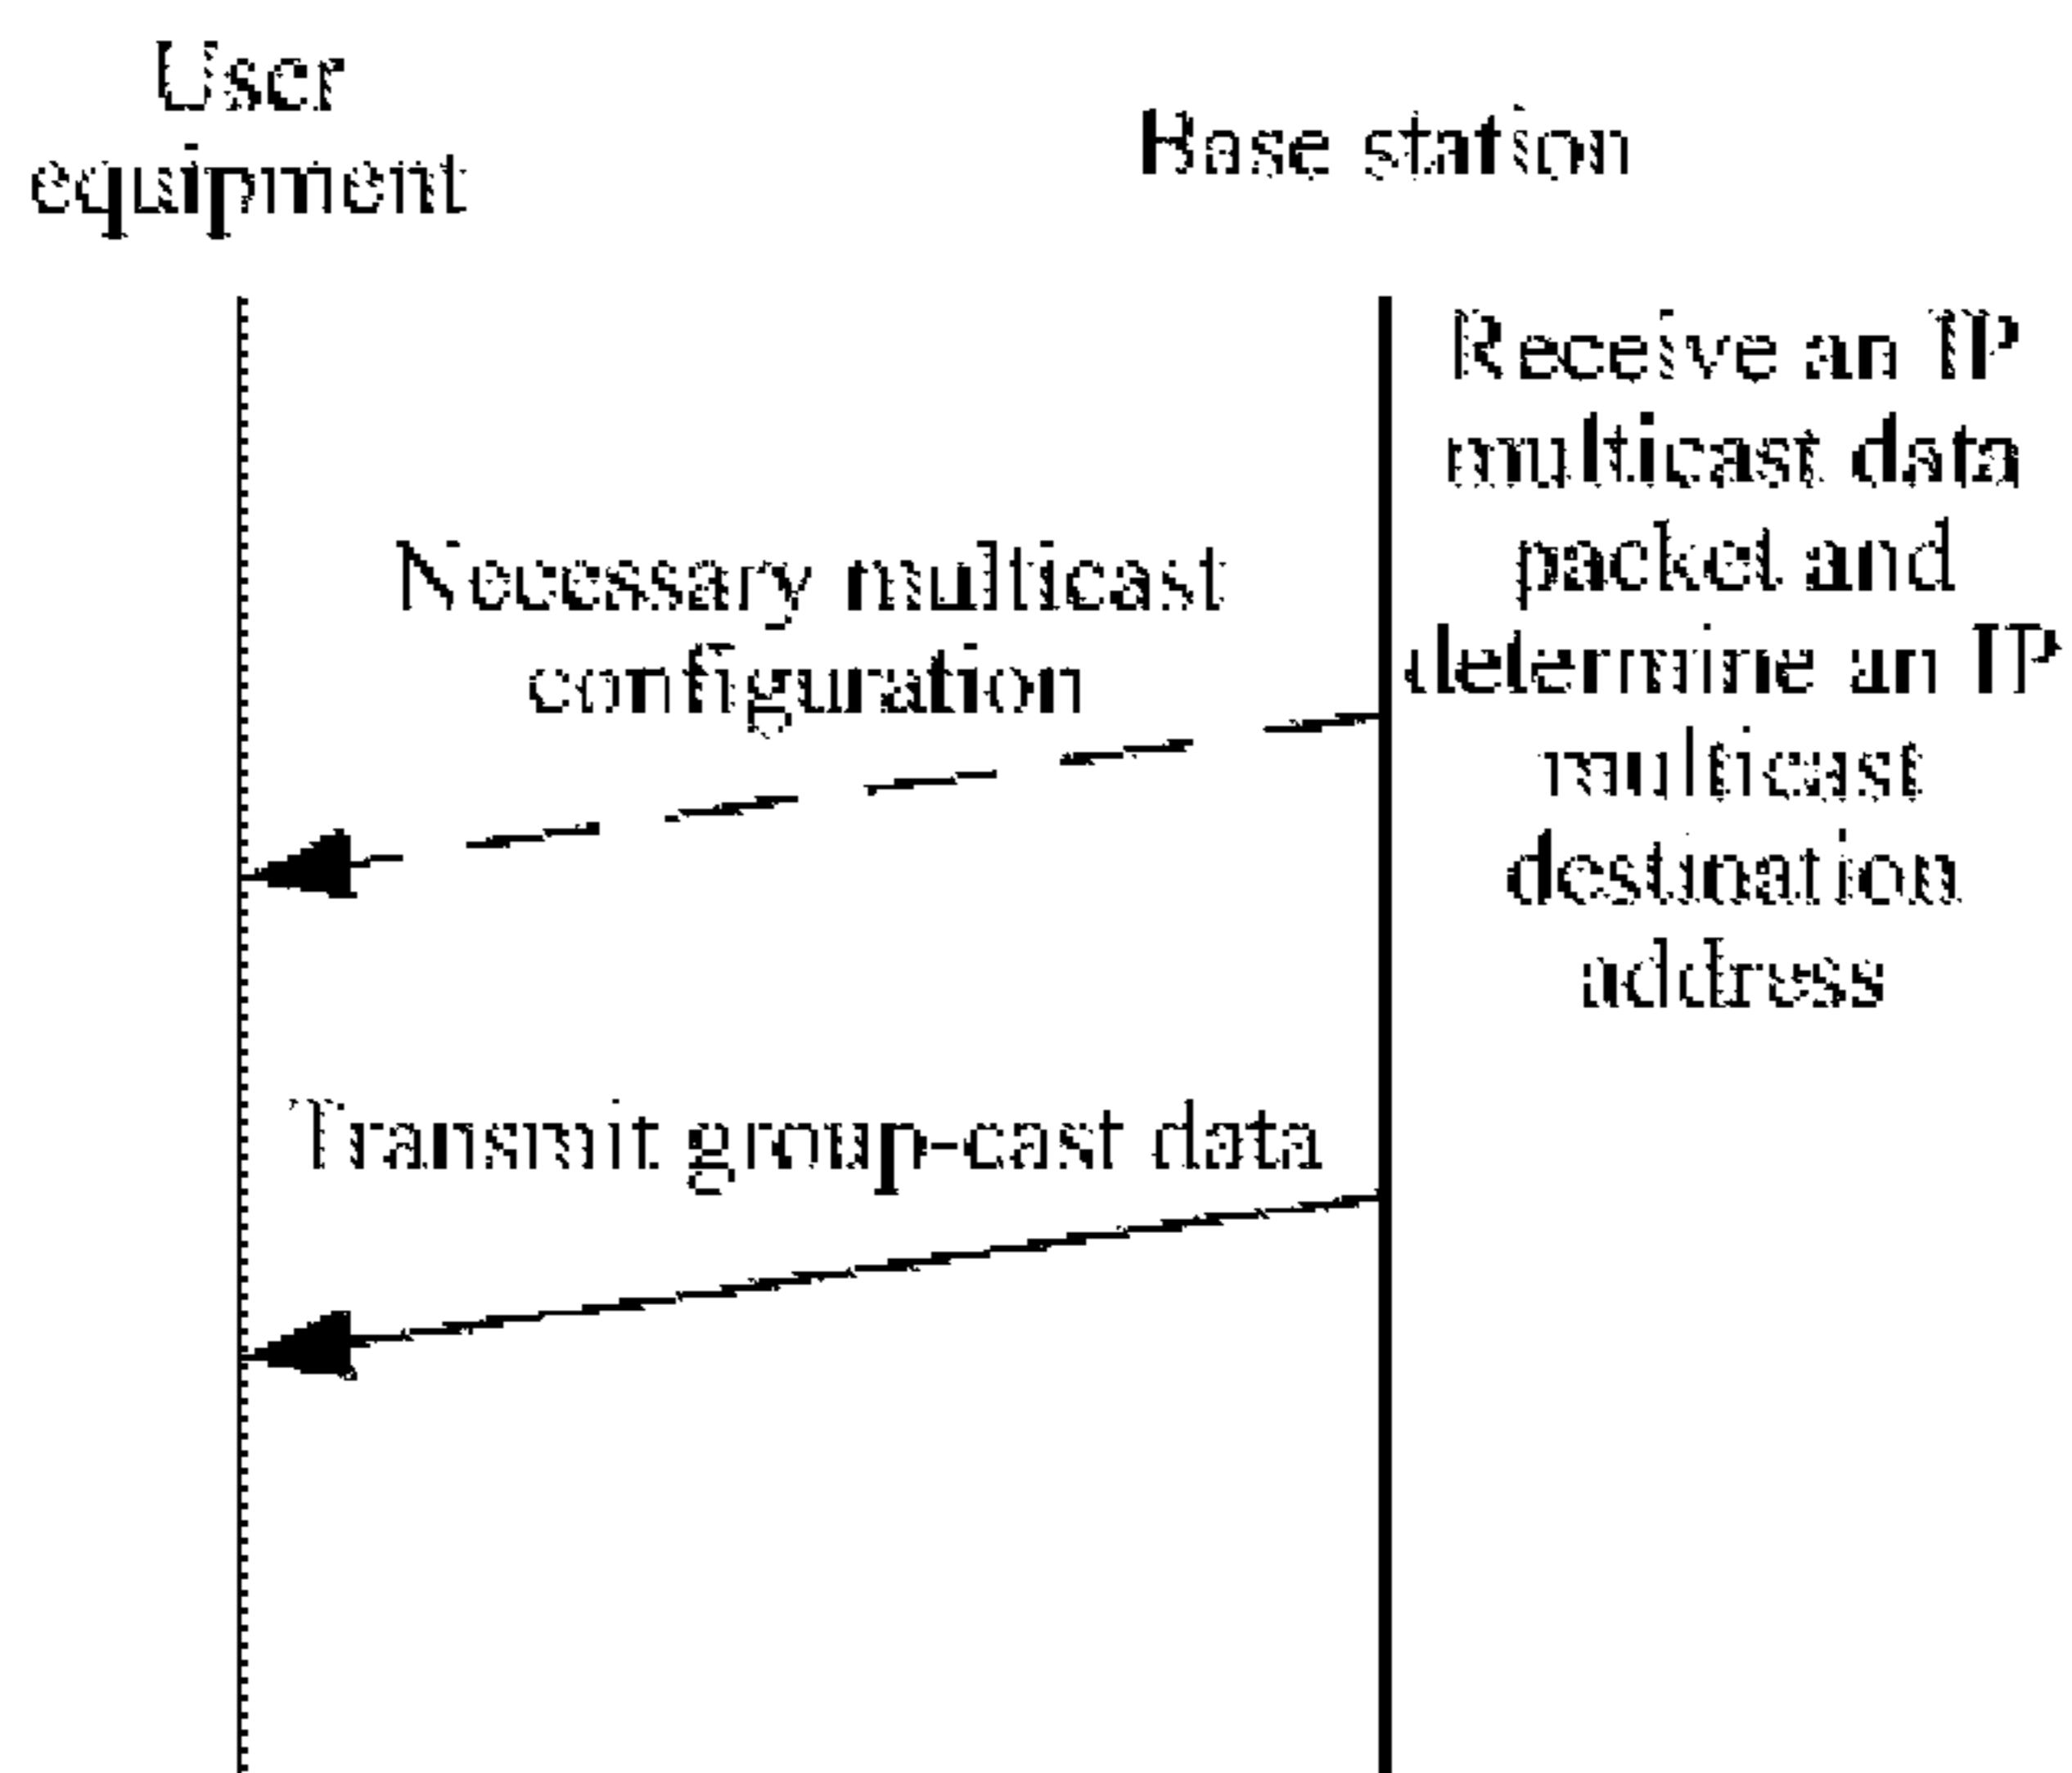 User
equipment
Base station
Receive an IP
multicast data
packet and
determine an IP
multicast
destination
address
Necessary multicast
configuration
Transmit group-cast data